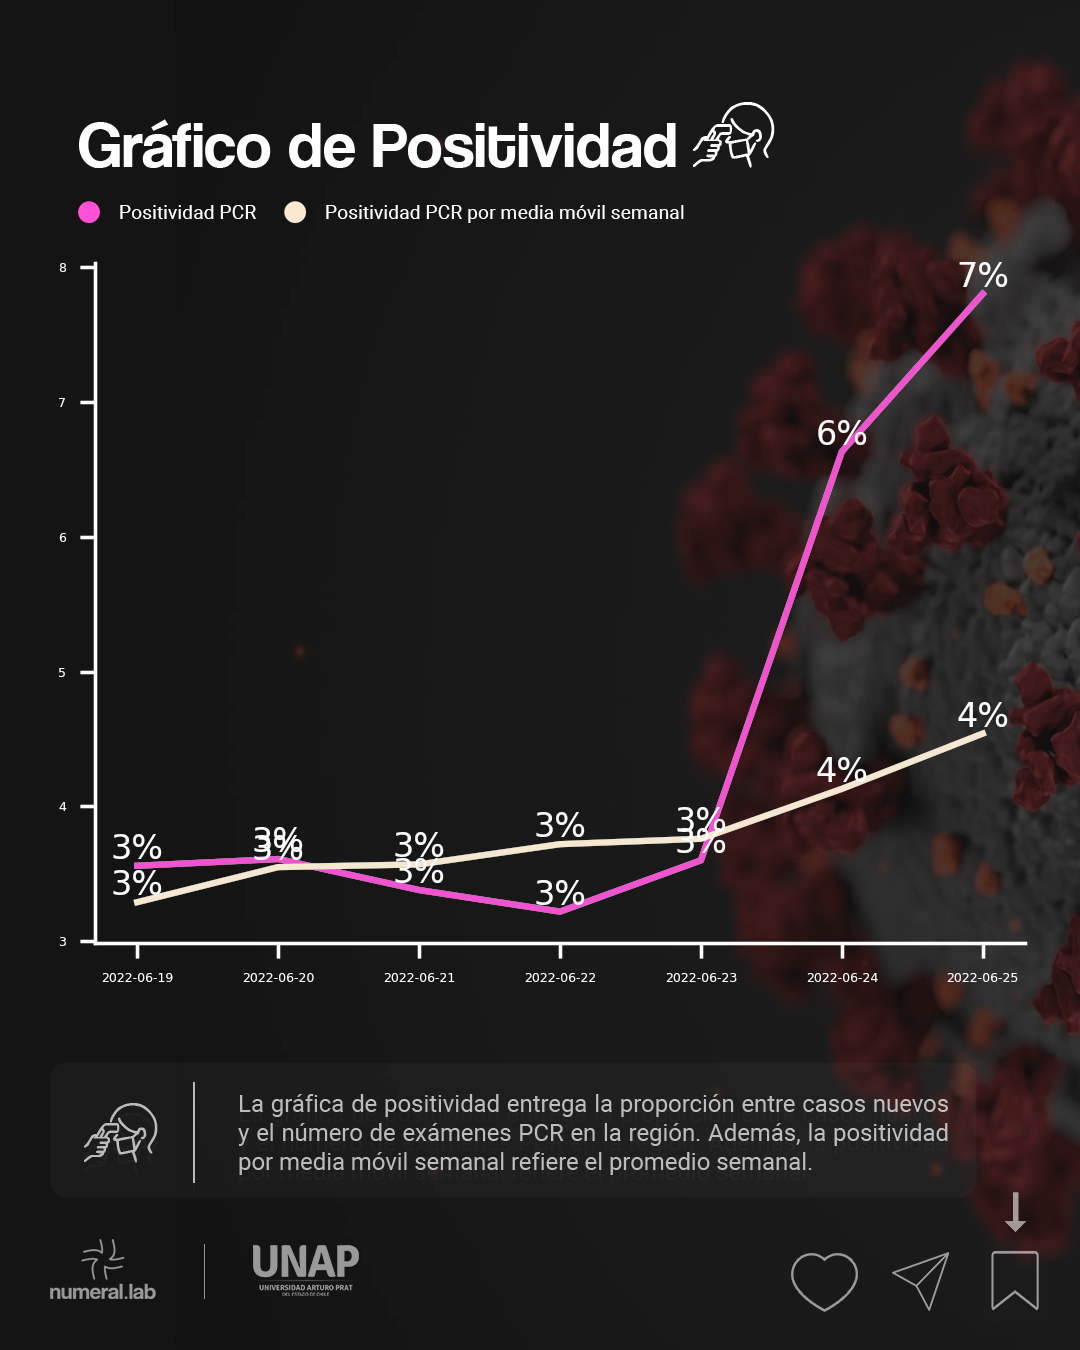 Gráfico de Positividad
Positividad PCR
Positividad PCR por media móvil semanal
8
7
6
5
4
3
7%
6%
4%
4%
3%
3%
3%
3%
3%
3%
3%
3%
3%
3%
2022-06-19
2022-06-20
2022-06-21
2022-06-22
2022-06-23
2022-06-24
2022-06-25
La gráfica de positividad entrega la proporción entre casos nuevos
y el número de exámenes PCR en la región. Además, la positividad
por media móvil semanal refiere el promedio semanal.
numeral.lab
UNAP
UNIVERSIDAD ARTURO PRAT
DEL ESTADO DE CHILE